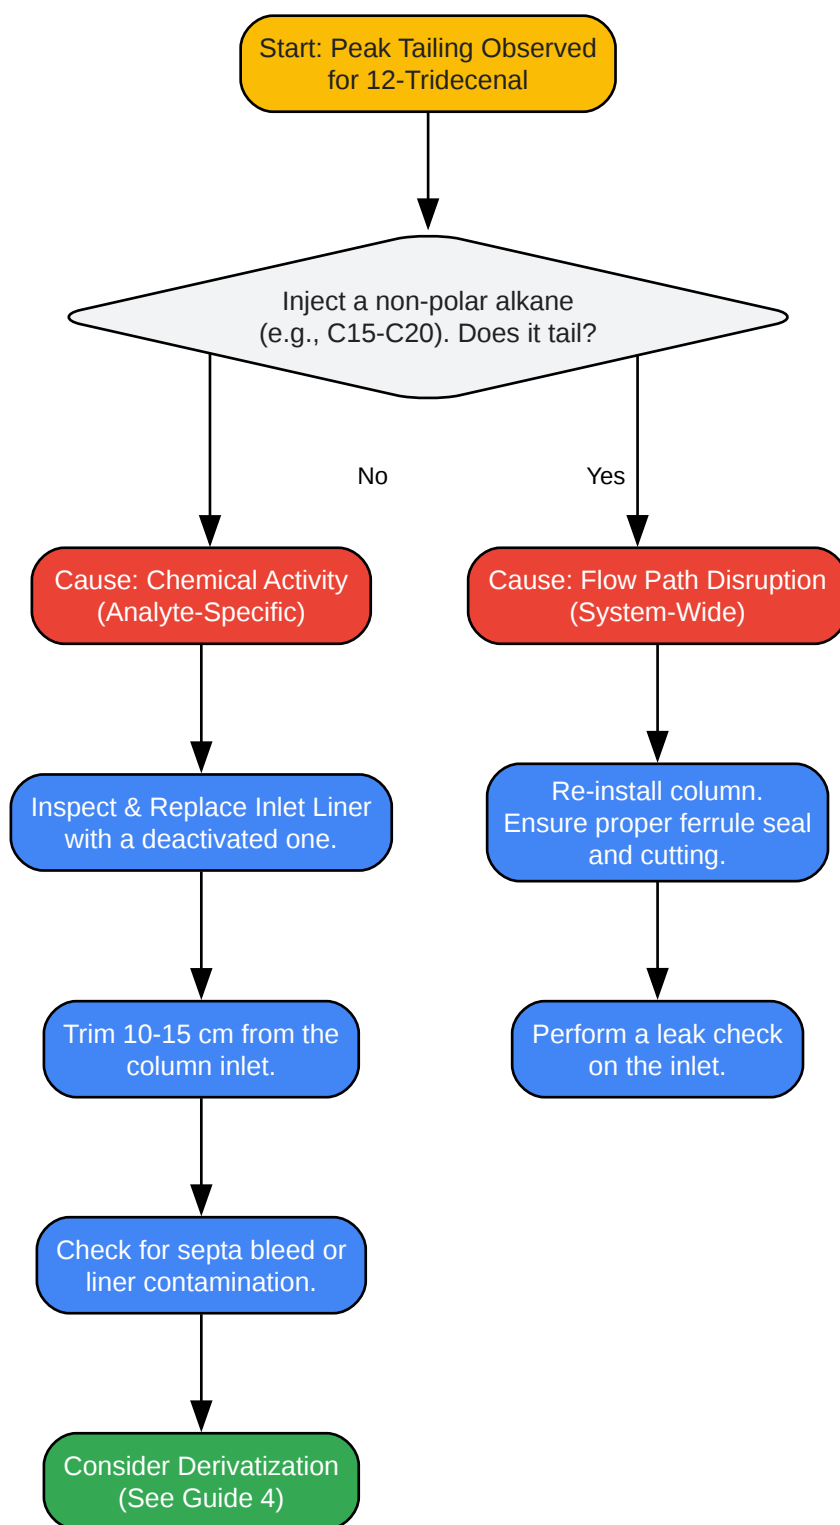 Start: Peak Tailing Observed
for 12-Tridecenal
Inject a non-polar alkane
(e.g., C15-C20). Does it tail?
No
Yes
Cause: Chemical Activity
(Analyte-Specific)
Cause: Flow Path Disruption
(System-Wide)
Inspect & Replace Inlet Liner
with a deactivated one.
Re-install column.
Ensure proper ferrule seal
and cutting.
Trim 10-15 cm from the
column inlet.
Perform a leak check
on the inlet.
Check for septa bleed or
liner contamination.
Consider Derivatization
(See Guide 4)